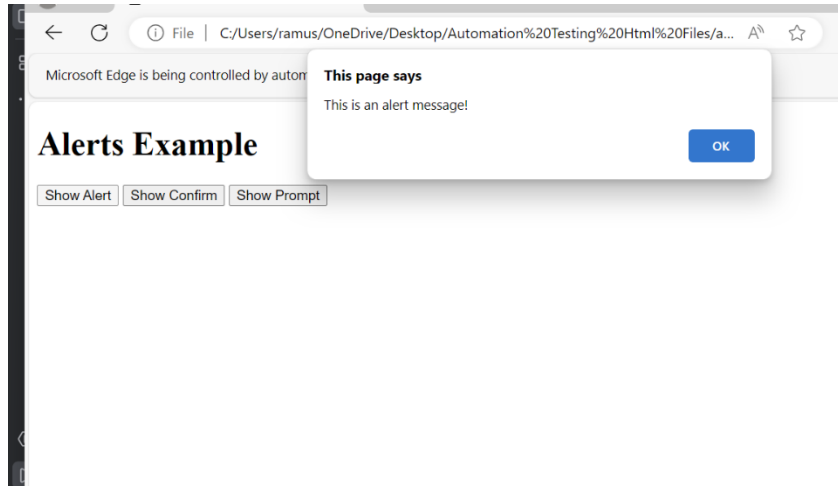 File | C:/Users/ramus/OneDrive/Desktop/Automation%20Testing%20Html%20Files/a... A
Microsoft Edge is being controlled by autom
This page says
This is an alert message!
OK
Alerts Example
Show Alert Show Confirm Show Prompt